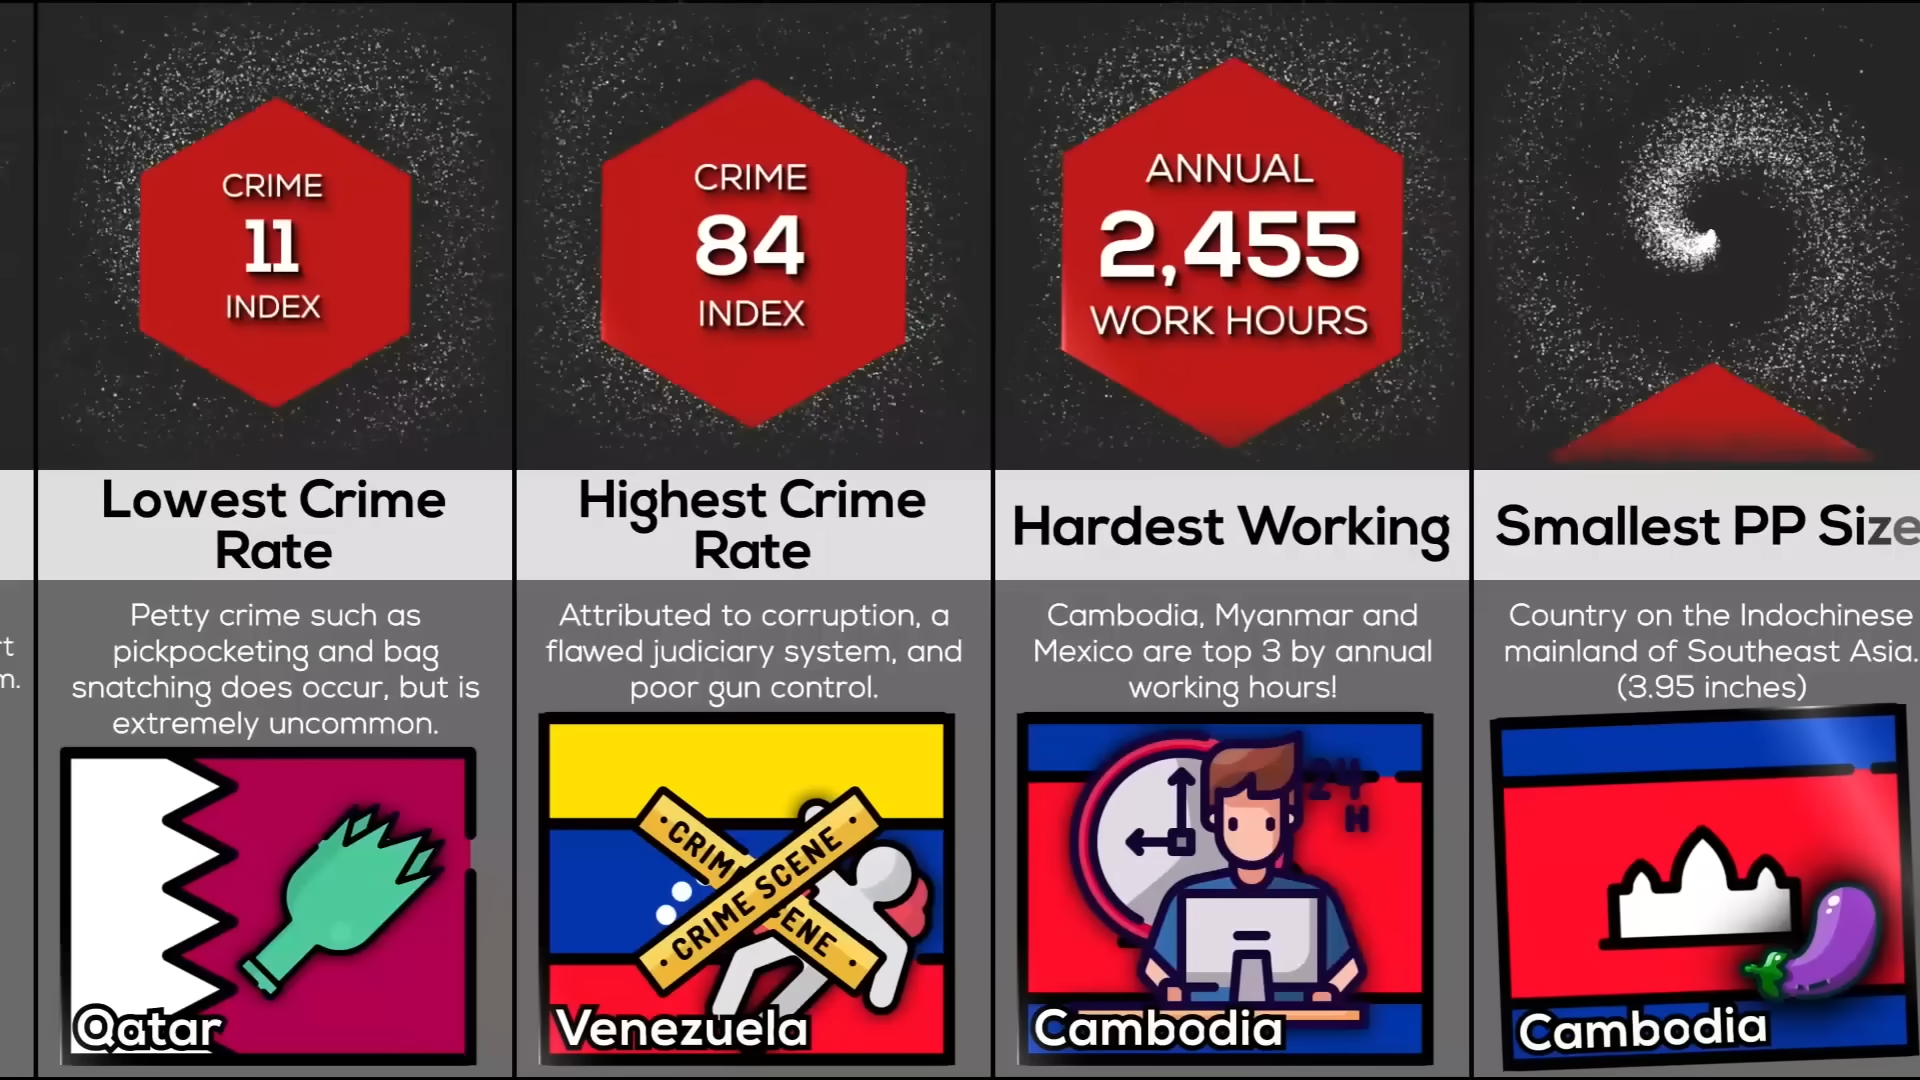 CRIME
11
INDEX
Lowest Crime
Rate
Petty crime such as
pickpocketing and bag
snatching does occur, but is
extremely uncommon.
Qatar
CRIME
84
INDEX
Highest Crime
Rate
Attributed to corruption, a
flawed judiciary system, and
poor gun control.
CRIME SCENE
Venezuela
ANNUAL
2,455
WORK HOURS
Hardest Working
Cambodia, Myanmar and
Mexico are top 3 by annual
working hours!
24
H
Cambodia
Smallest PP Size
Country on the Indochinese
mainland of Southeast Asia.
(3.95 inches)
Cambodia